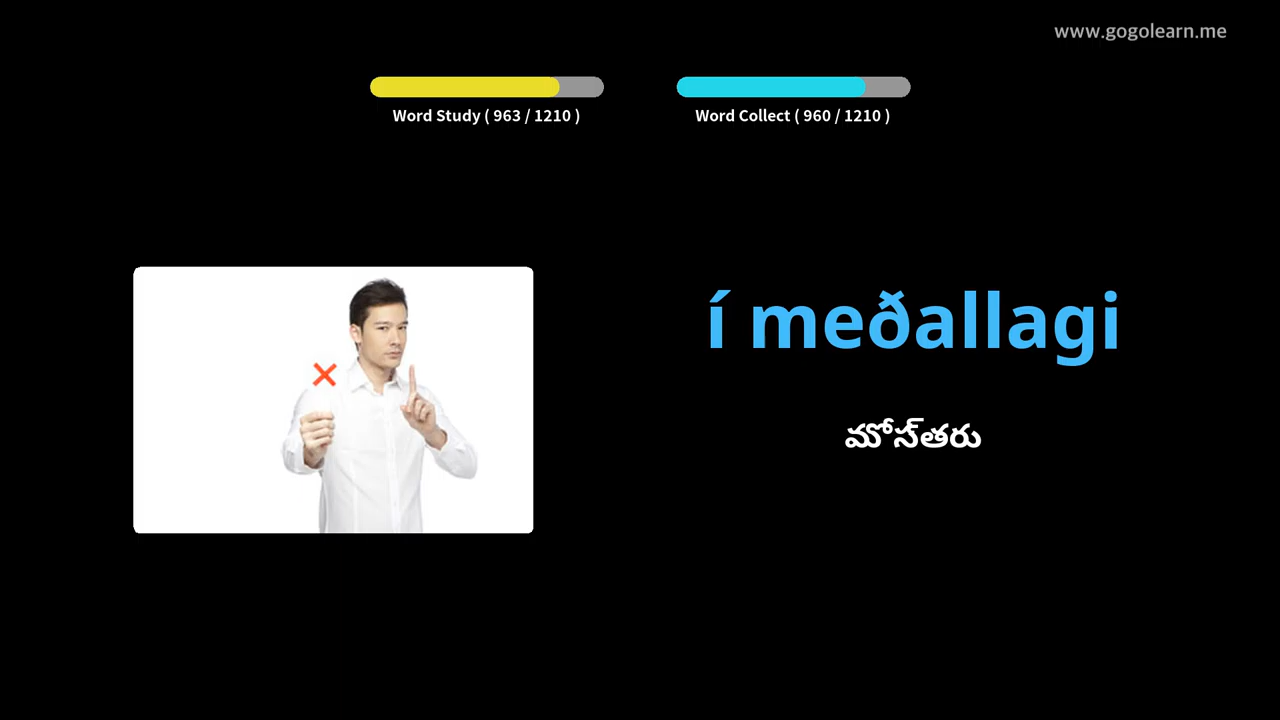 www.gogolearn.me
Word Study ( 963 / 1210 )
Word Collect ( 960 / 1210 )
í meðallagi
మోస్తరు